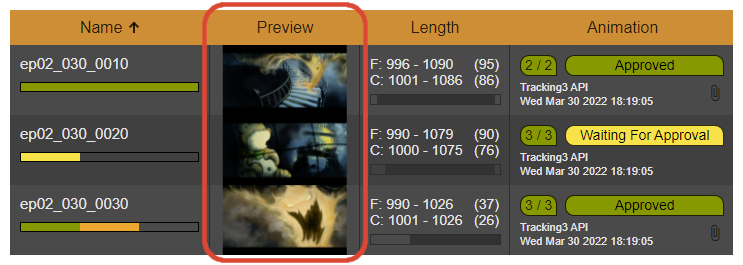 Name ↑ Preview Length Animation
ep02_030_0010 F: 996 - 1090 (95) 2 / 2 Approved
C: 1001 - 1086 (86)
Tracking3 API
Wed Mar 30 2022 18:19:05
ep02_030_0020 F: 990 - 1079 (90) 3 / 3 Waiting For Approval
C: 1000 - 1075 (76)
Tracking3 API
Wed Mar 30 2022 18:19:05
ep02_030_0030 F: 990 - 1026 (37) 3 / 3 Approved
C: 1001 - 1026 (26)
Tracking3 API
Wed Mar 30 2022 18:19:05